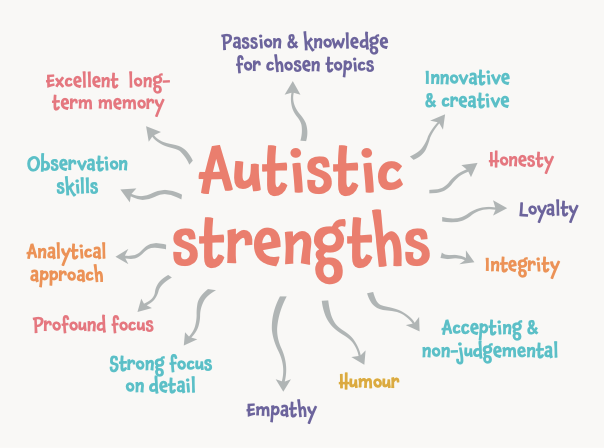 Passion & knowledge
for chosen topics
Excellent long-
term memory
Innovative
& creative
Observation
skills
Autistic
strengths
Honesty
Loyalty
Analytical
approach
Integrity
Profound focus
Accepting &
non-judgemental
Strong focus
on detail
Humour
Empathy